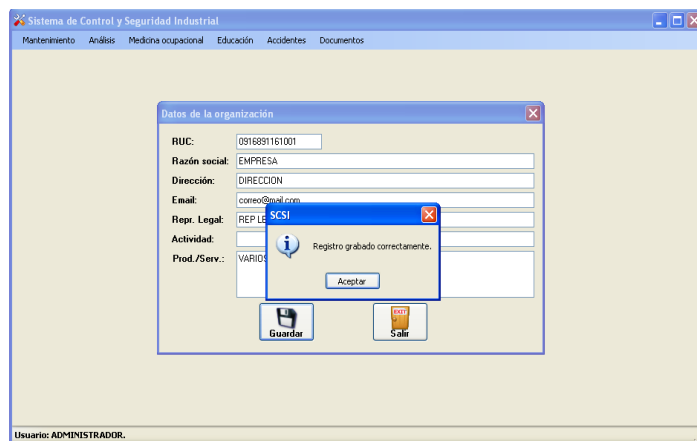 Sistema de Control y Seguridad Industrial
Mantenimiento Análisis Medicina ocupacional Educación Accidentes Documentos
Datos de la organización
RUC: 0916891161001
Razón social: EMPRESA
Dirección: DIRECCION
Email: correo@mail.com
Repr. Legal: REP LE
Actividad:
Prod./Serv.: VARIOS
SCSI
Registro grabado correctamente.
Aceptar
Guardar
EXIT
Salir
Usuario: ADMINISTRADOR.